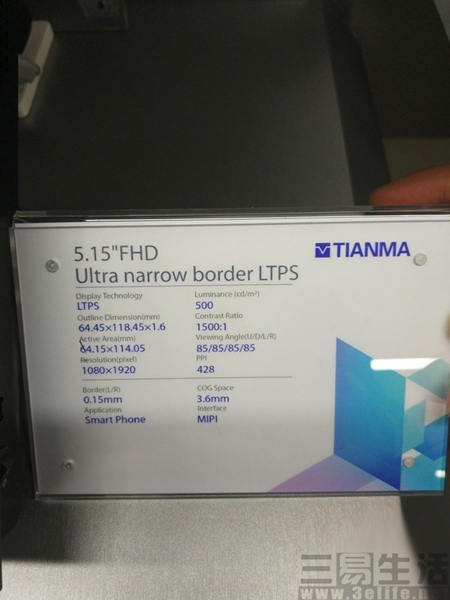 TIANMA
5.15"FHD
Ultra narrow border LTPS
Display Technology
LTPS
Luminance (cd/m²)
500
Outline Dimension(mm)
64.45×118.45×1.6
Contrast Ratio
1500:1
Active Area(mm)
64.15×114.05
Viewing Angle(U/D/L/R)
85/85/85/85
Resolution(pixel)
1080×1920
PPI
428
Border(L/R)
0.15mm
COG Space
3.6mm
Application
Smart Phone
Interface
MIPI
三易生活
www.3elife.net